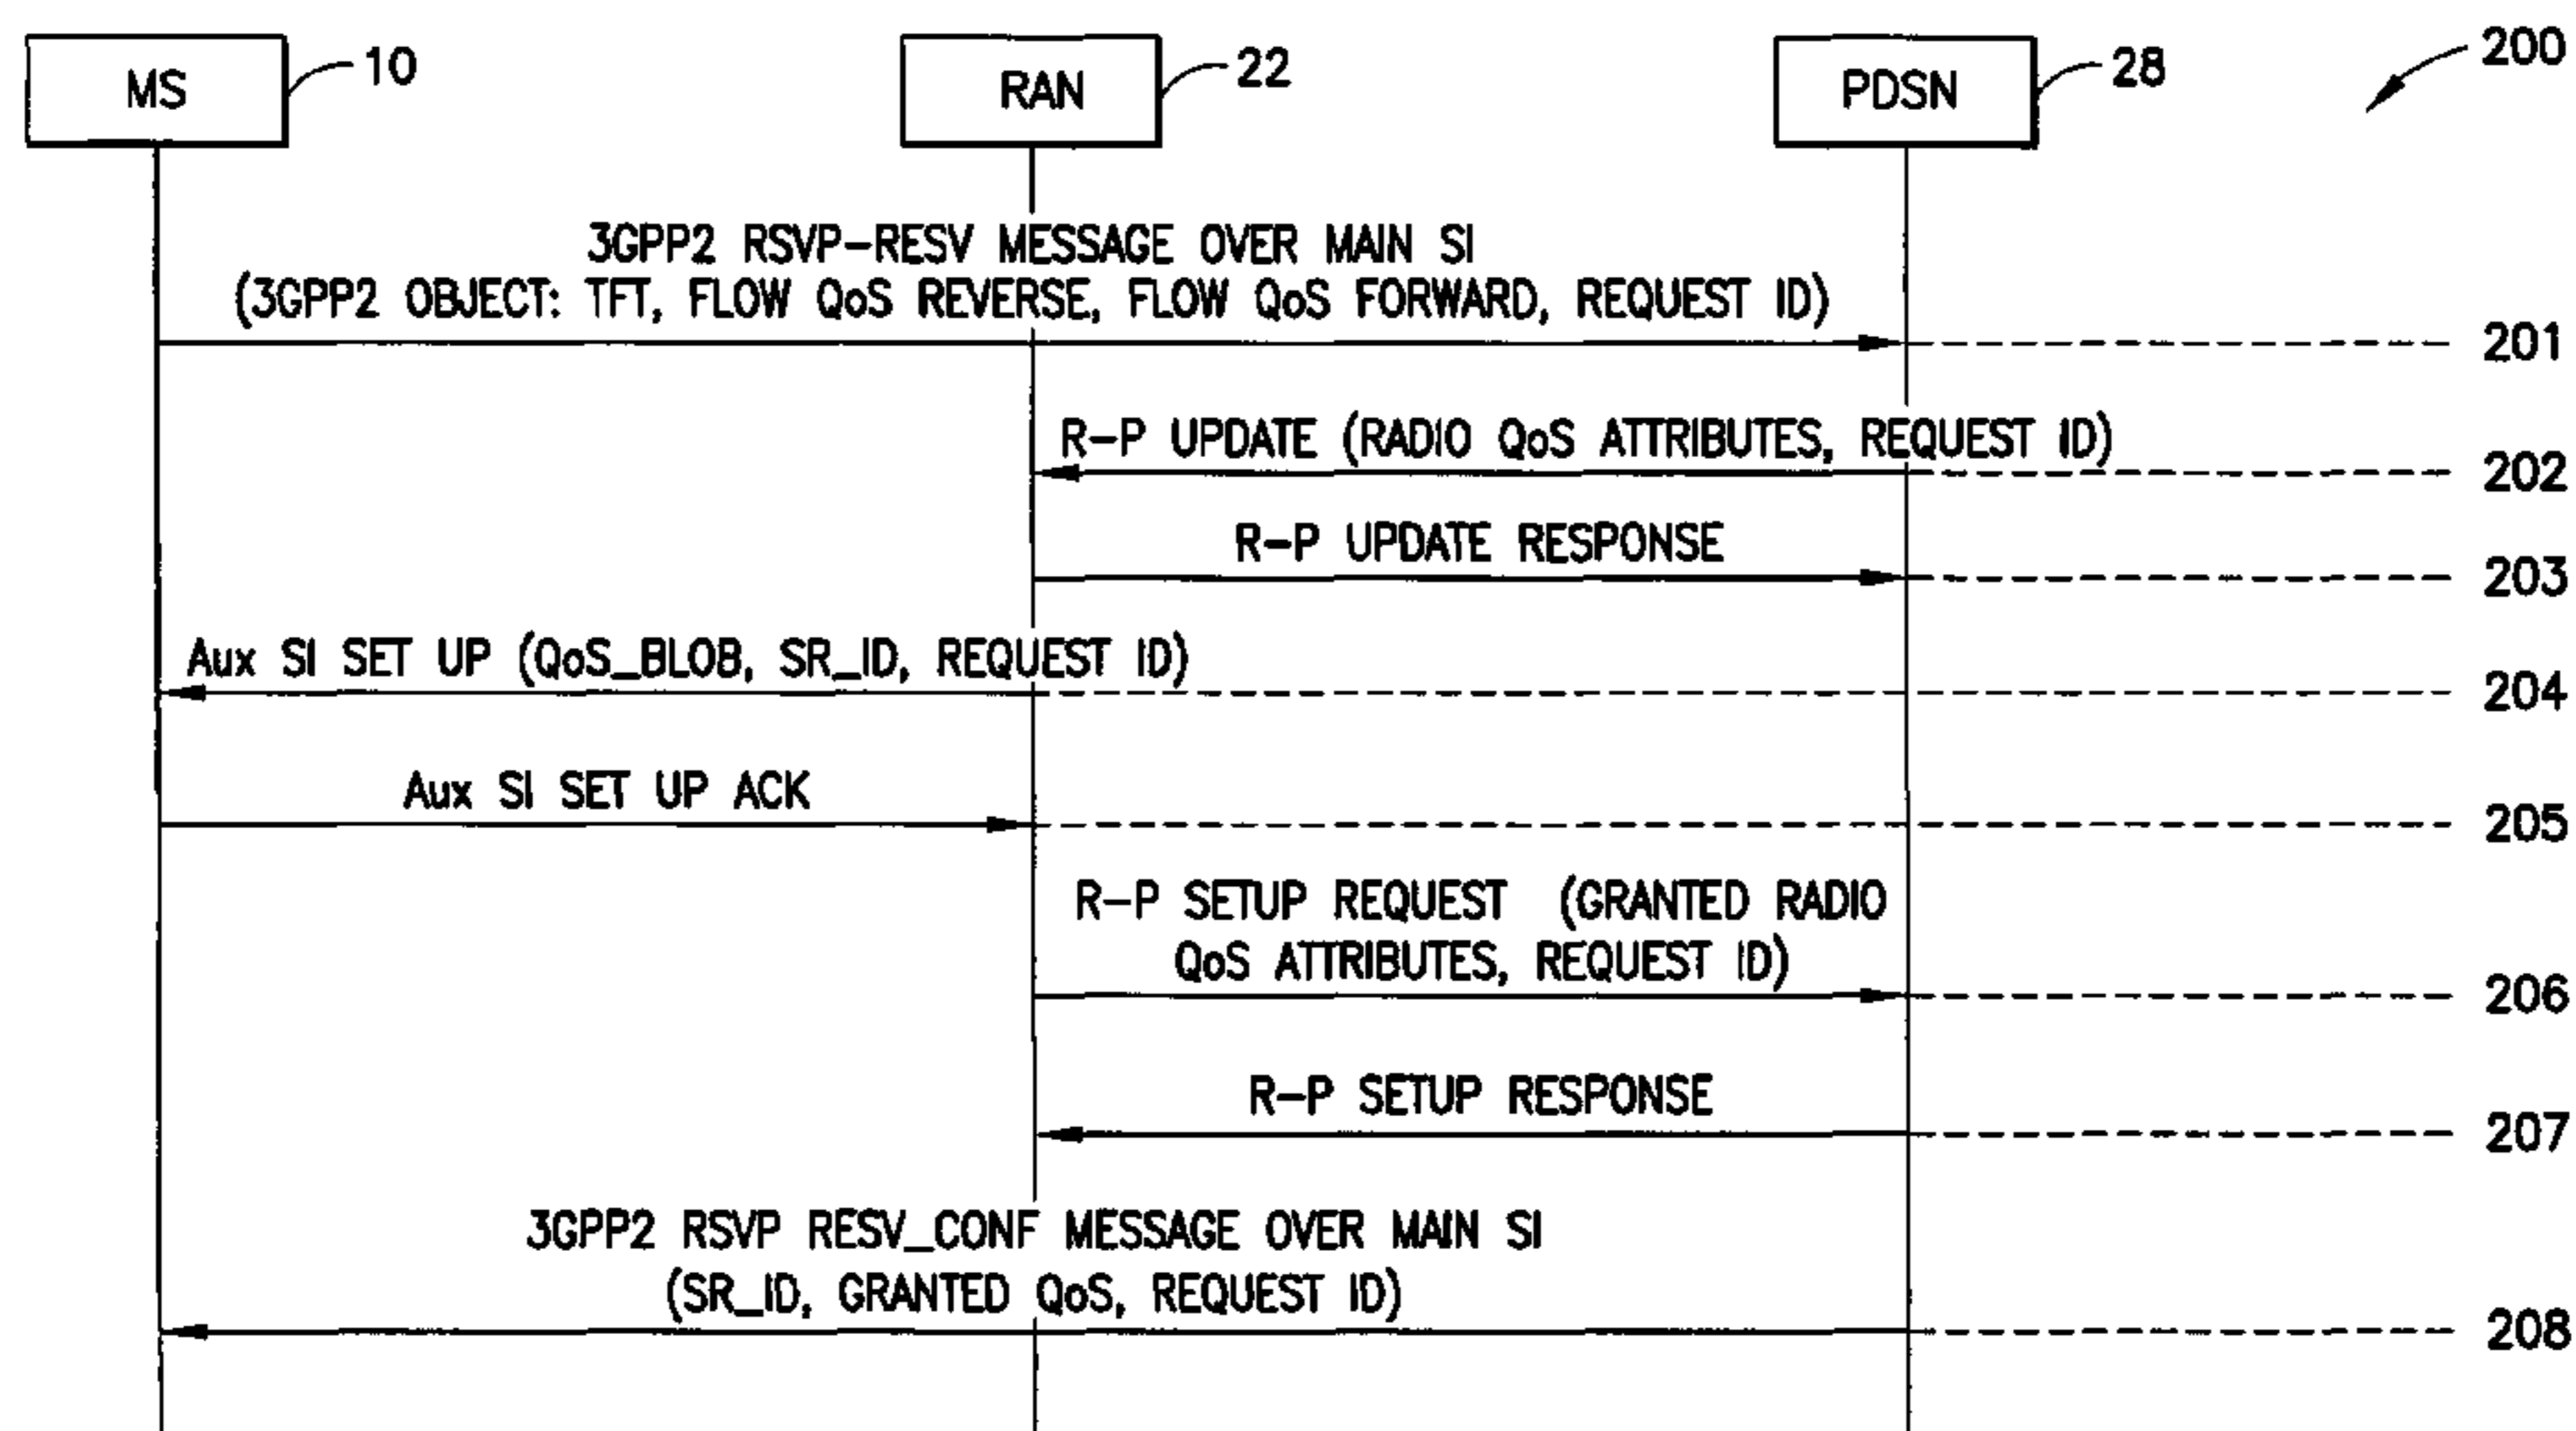 MS
10
RAN
22
PDSN
28
200
3GPP2 RSVP-RESV MESSAGE OVER MAIN SI
(3GPP2 OBJECT: TFT, FLOW QoS REVERSE, FLOW QoS FORWARD, REQUEST ID)
201
R-P UPDATE (RADIO QoS ATTRIBUTES, REQUEST ID)
202
R-P UPDATE RESPONSE
203
Aux SI SET UP (QoS_BLOB, SR_ID, REQUEST ID)
204
Aux SI SET UP ACK
205
R-P SETUP REQUEST (GRANTED RADIO
QoS ATTRIBUTES, REQUEST ID)
206
R-P SETUP RESPONSE
207
3GPP2 RSVP RESV_CONF MESSAGE OVER MAIN SI
(SR_ID, GRANTED QoS, REQUEST ID)
208